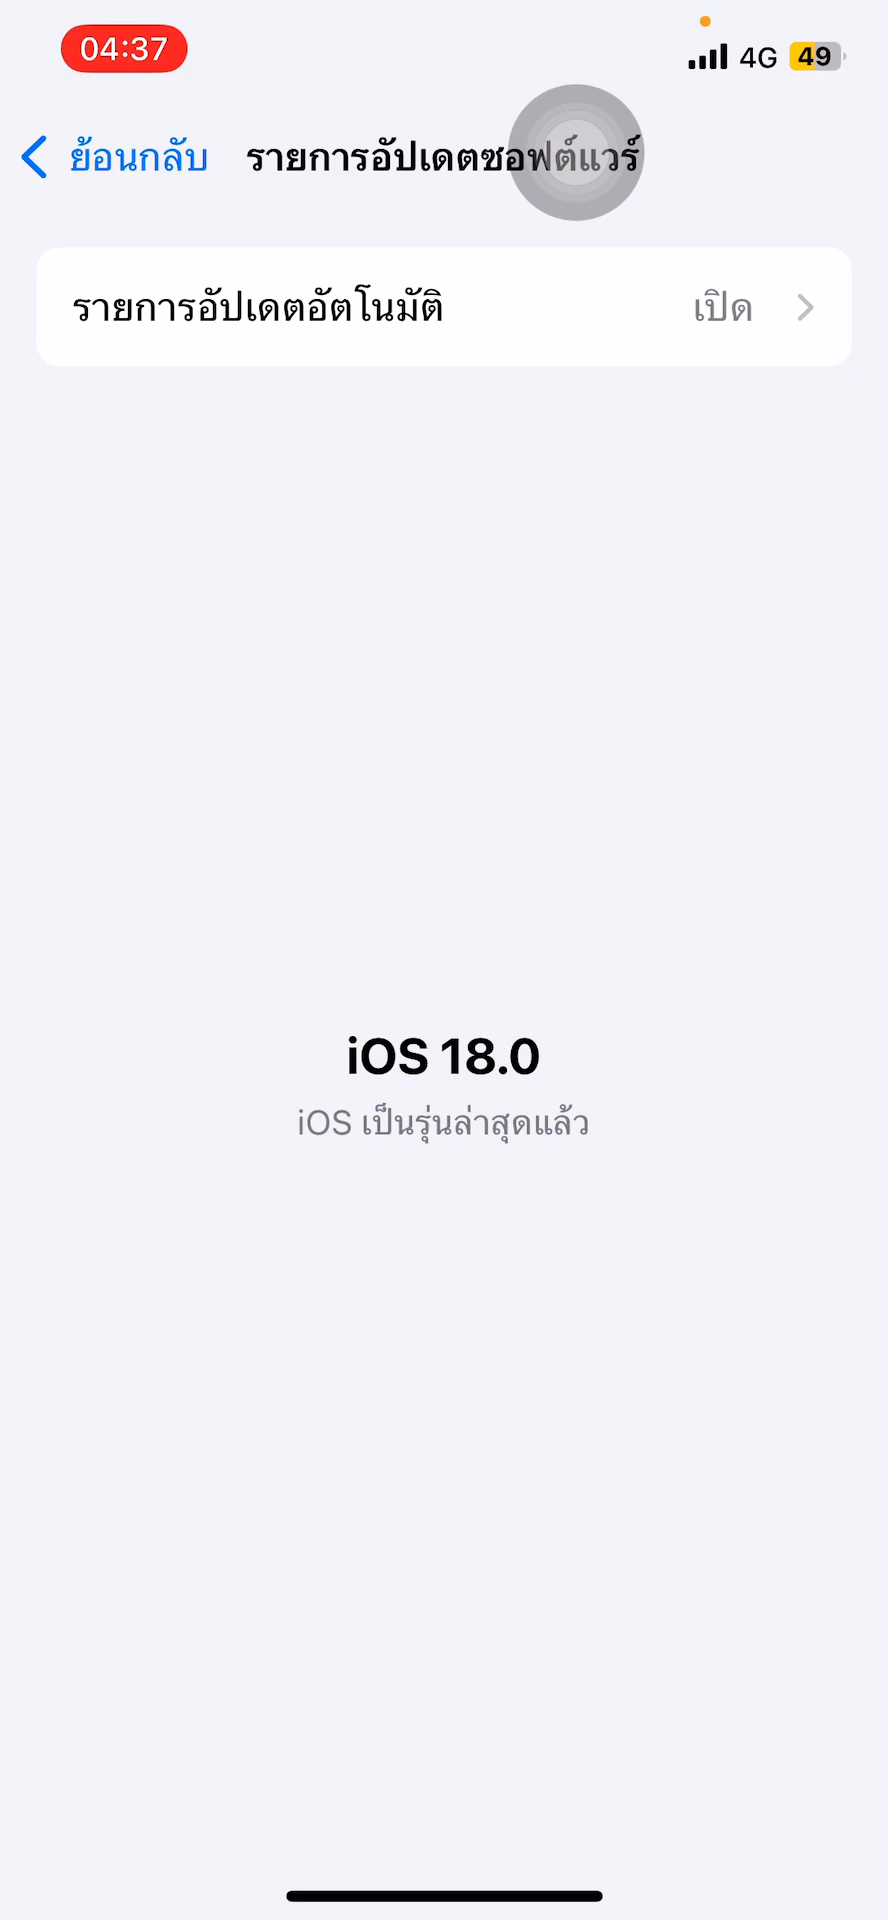 04:37
4G 49
ย้อนกลับ รายการอัปเดตซอฟต์แวร์
รายการอัปเดตอัตโนมัติ เปิด
iOS 18.0
iOS เป็นรุ่นล่าสุดแล้ว